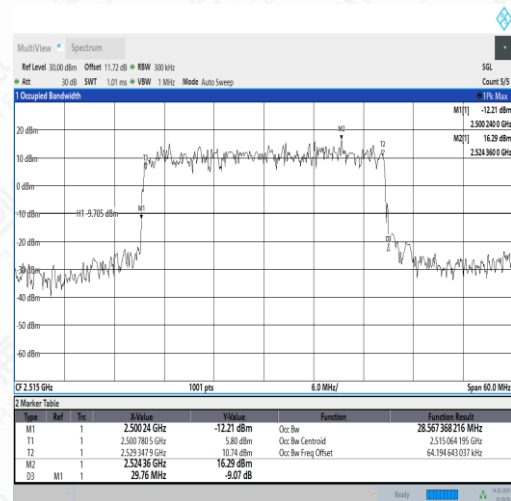 MultiView Spectrum
Ref Level 30.00 dBm Offset 11.72 dB RBW 300 kHz SGL
Att 30 dB SWT 1.01 ms VBW 1 MHz Mode Auto Sweep Count 5/5
1 Occupied Bandwidth 1Pk Max
M1[1] -12.21 dBm
2.500 240 0 GHz
M2[1] 16.29 dBm
2.524 360 0 GHz
20 dBm
M2
T1
T2
10 dBm
0 dBm
M1
-10 dBm
H1 -9.705 dBm
-20 dBm
D3
-30 dBm
-40 dBm
-50 dBm
-60 dBm
CF 2.515 GHz 1001 pts 6.0 MHz/ Span 60.0 MHz
2 Marker Table
Type Ref Trc X-Value Y-Value Function Function Result
M1 1 2.500 24 GHz -12.21 dBm Occ Bw 28.567 368 216 MHz
T1 1 2.500 780 5 GHz 5.80 dBm Occ Bw Centroid 2.515 064 195 GHz
T2 1 2.529 347 9 GHz 10.74 dBm Occ Bw Freq Offset 64.194 643 037 kHz
M2 1 2.524 36 GHz 16.29 dBm
D3 M1 1 29.76 MHz -9.07 dB
Ready